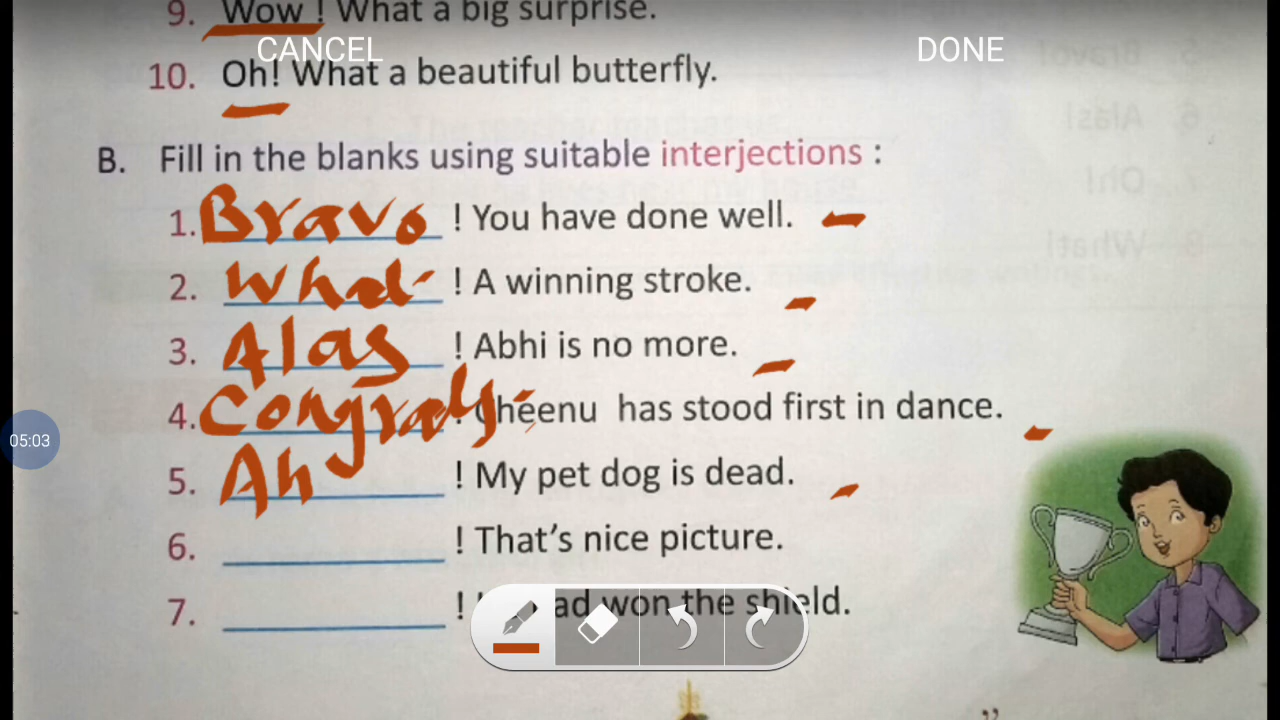 9. Wow ! What a big surprise.
CANCEL DONE
10. Oh! What a beautiful butterfly.
B. Fill in the blanks using suitable interjections :
1. Bravo ! You have done well.
2. What ! A winning stroke.
3. Alas ! Abhi is no more.
4. Congrats ! Cheenu has stood first in dance.
5. Ah ! My pet dog is dead.
05:03
6. ! That's nice picture.
7. ! won the shield.